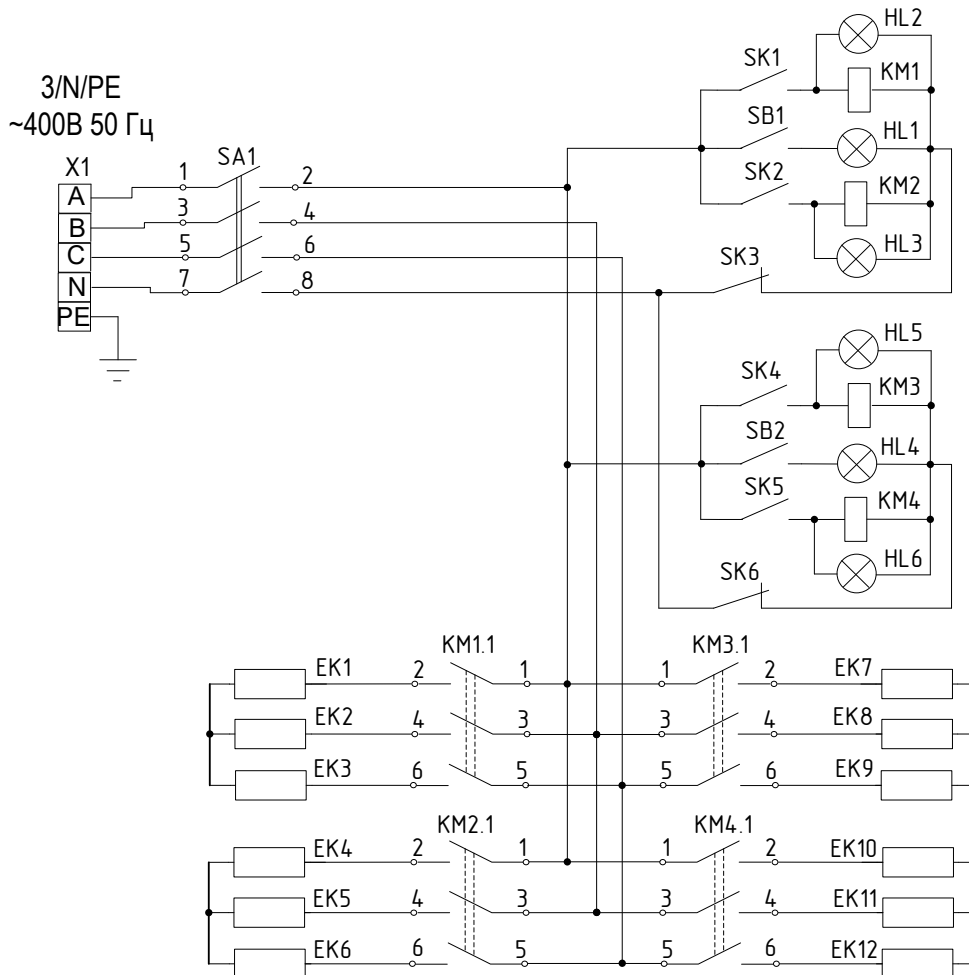 HL2
SK1
KM1
3/N/PE
~400В 50 Гц
SB1
HL1
X1
1
SA1
2
SK2
KM2
A
3
4
B
5
6
HL3
C
7
8
SK3
N
PE
HL5
SK4
KM3
SB2
HL4
SK5
KM4
HL6
SK6
EK1 2 KM1.1 1 1 KM3.1 2 EK7
EK2 4 3 3 4 EK8
EK3 6 5 5 6 EK9
EK4 2 KM2.1 1 1 KM4.1 2 EK10
EK5 4 3 3 4 EK11
EK6 6 5 5 6 EK12